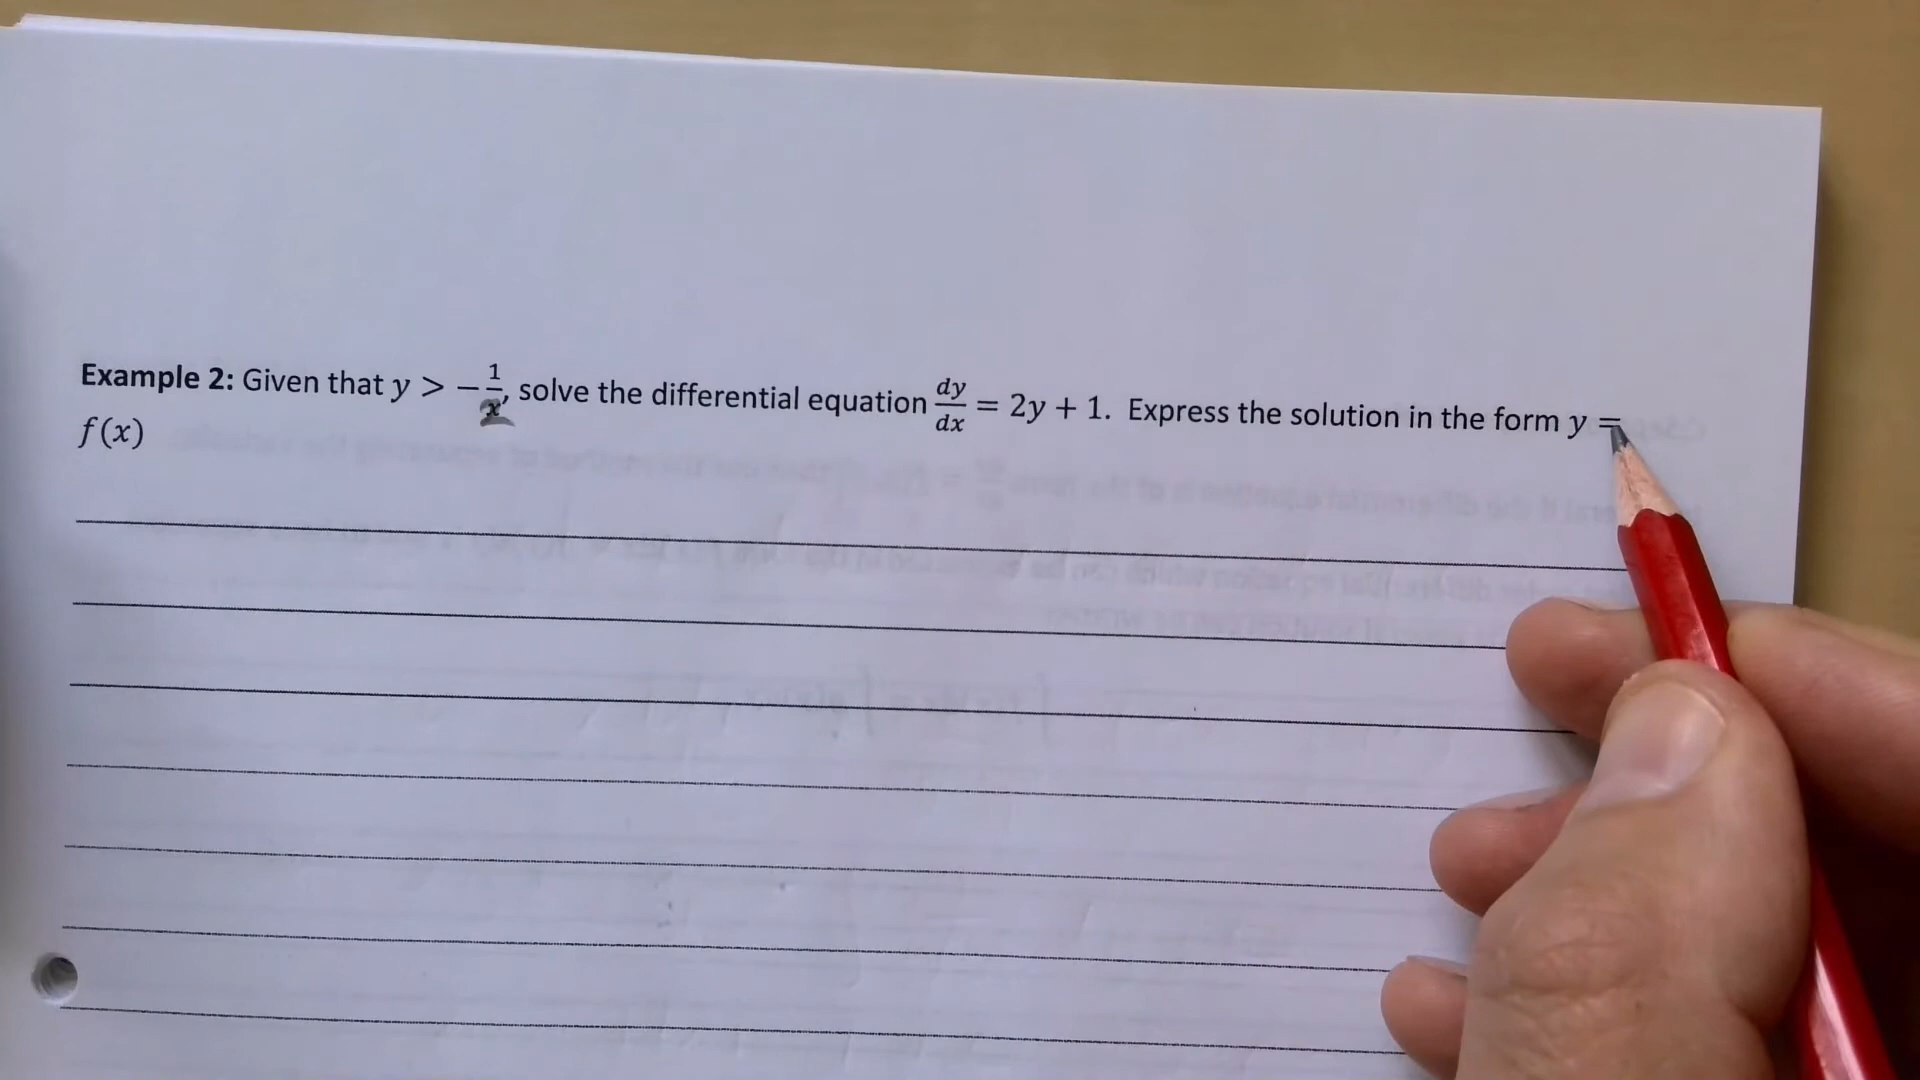 Example 2: Given that y > -1/x, solve the differential equation dy/dx = 2y + 1. Express the solution in the form y =
f(x)